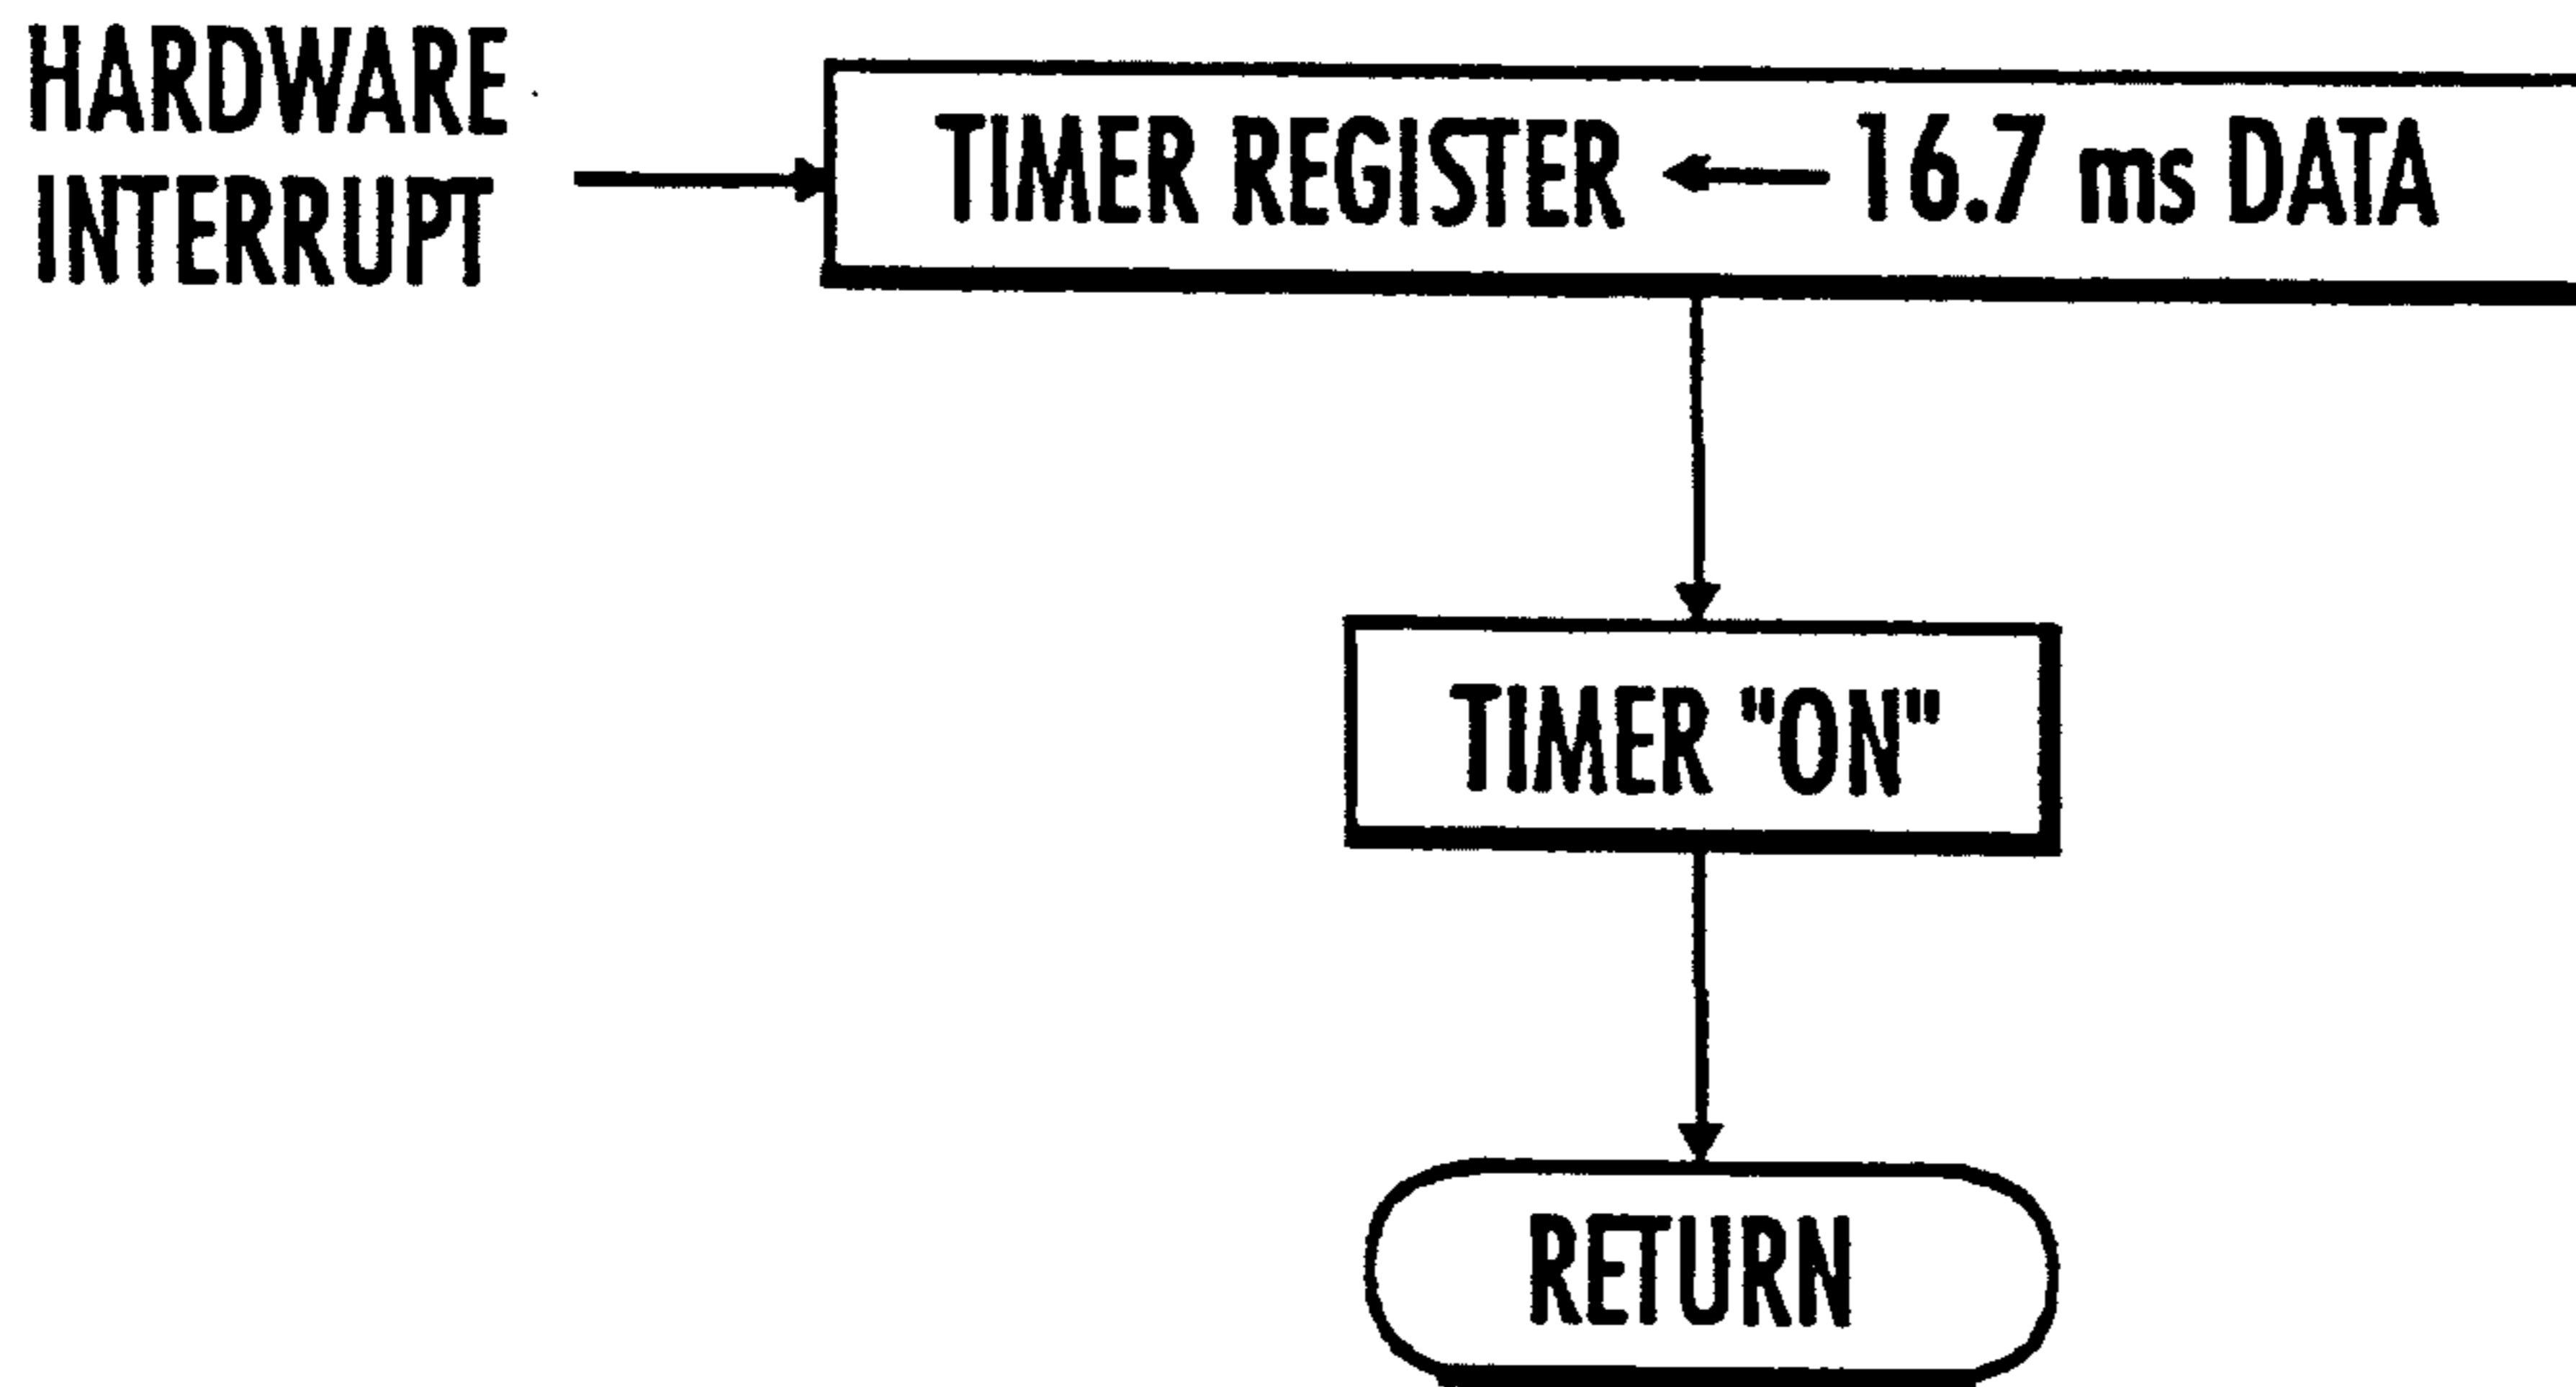 HARDWARE
INTERRUPT
TIMER REGISTER ← 16.7 ms DATA
TIMER "ON"
RETURN